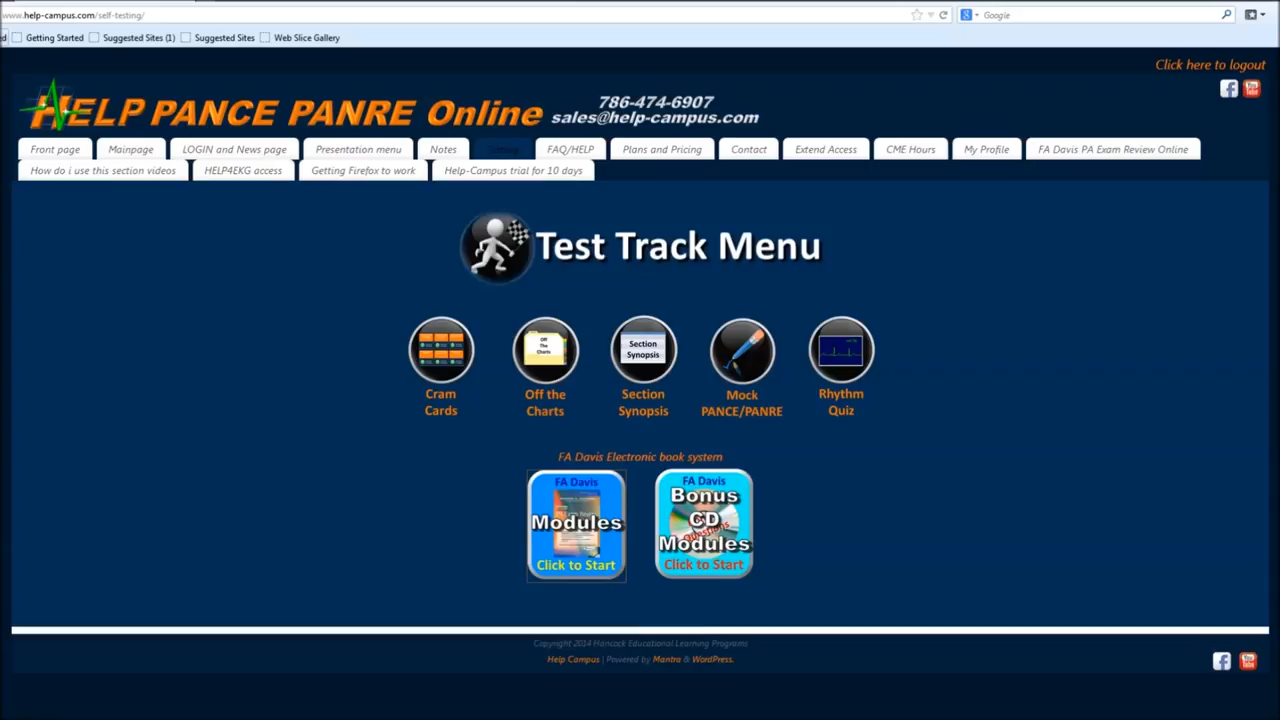 www.help-campus.com/self-testing/
Google
Getting Started
Suggested Sites (1)
Suggested Sites
Web Slice Gallery
Click here to logout
HELP PANCE PANRE Online
786-474-6907
sales@help-campus.com
Front page
Mainpage
LOGIN and News page
Presentation menu
Notes
Testing
FAQ/HELP
Plans and Pricing
Contact
Extend Access
CME Hours
My Profile
FA Davis PA Exam Review Online
How do i use this section videos
HELP4EKG access
Getting Firefox to work
Help-Campus trial for 10 days
Test Track Menu
Off
The
Charts
Section
Synopsis
Cram
Cards
Off the
Charts
Section
Synopsis
Mock
PANCE/PANRE
Rhythm
Quiz
FA Davis Electronic book system
FA Davis
Modules
Click to Start
FA Davis
Bonus
CD
Questions
Modules
Click to Start
Copyright 2014 Hancock Educational Learning Programs
Help Campus | Powered by Mantra & WordPress.